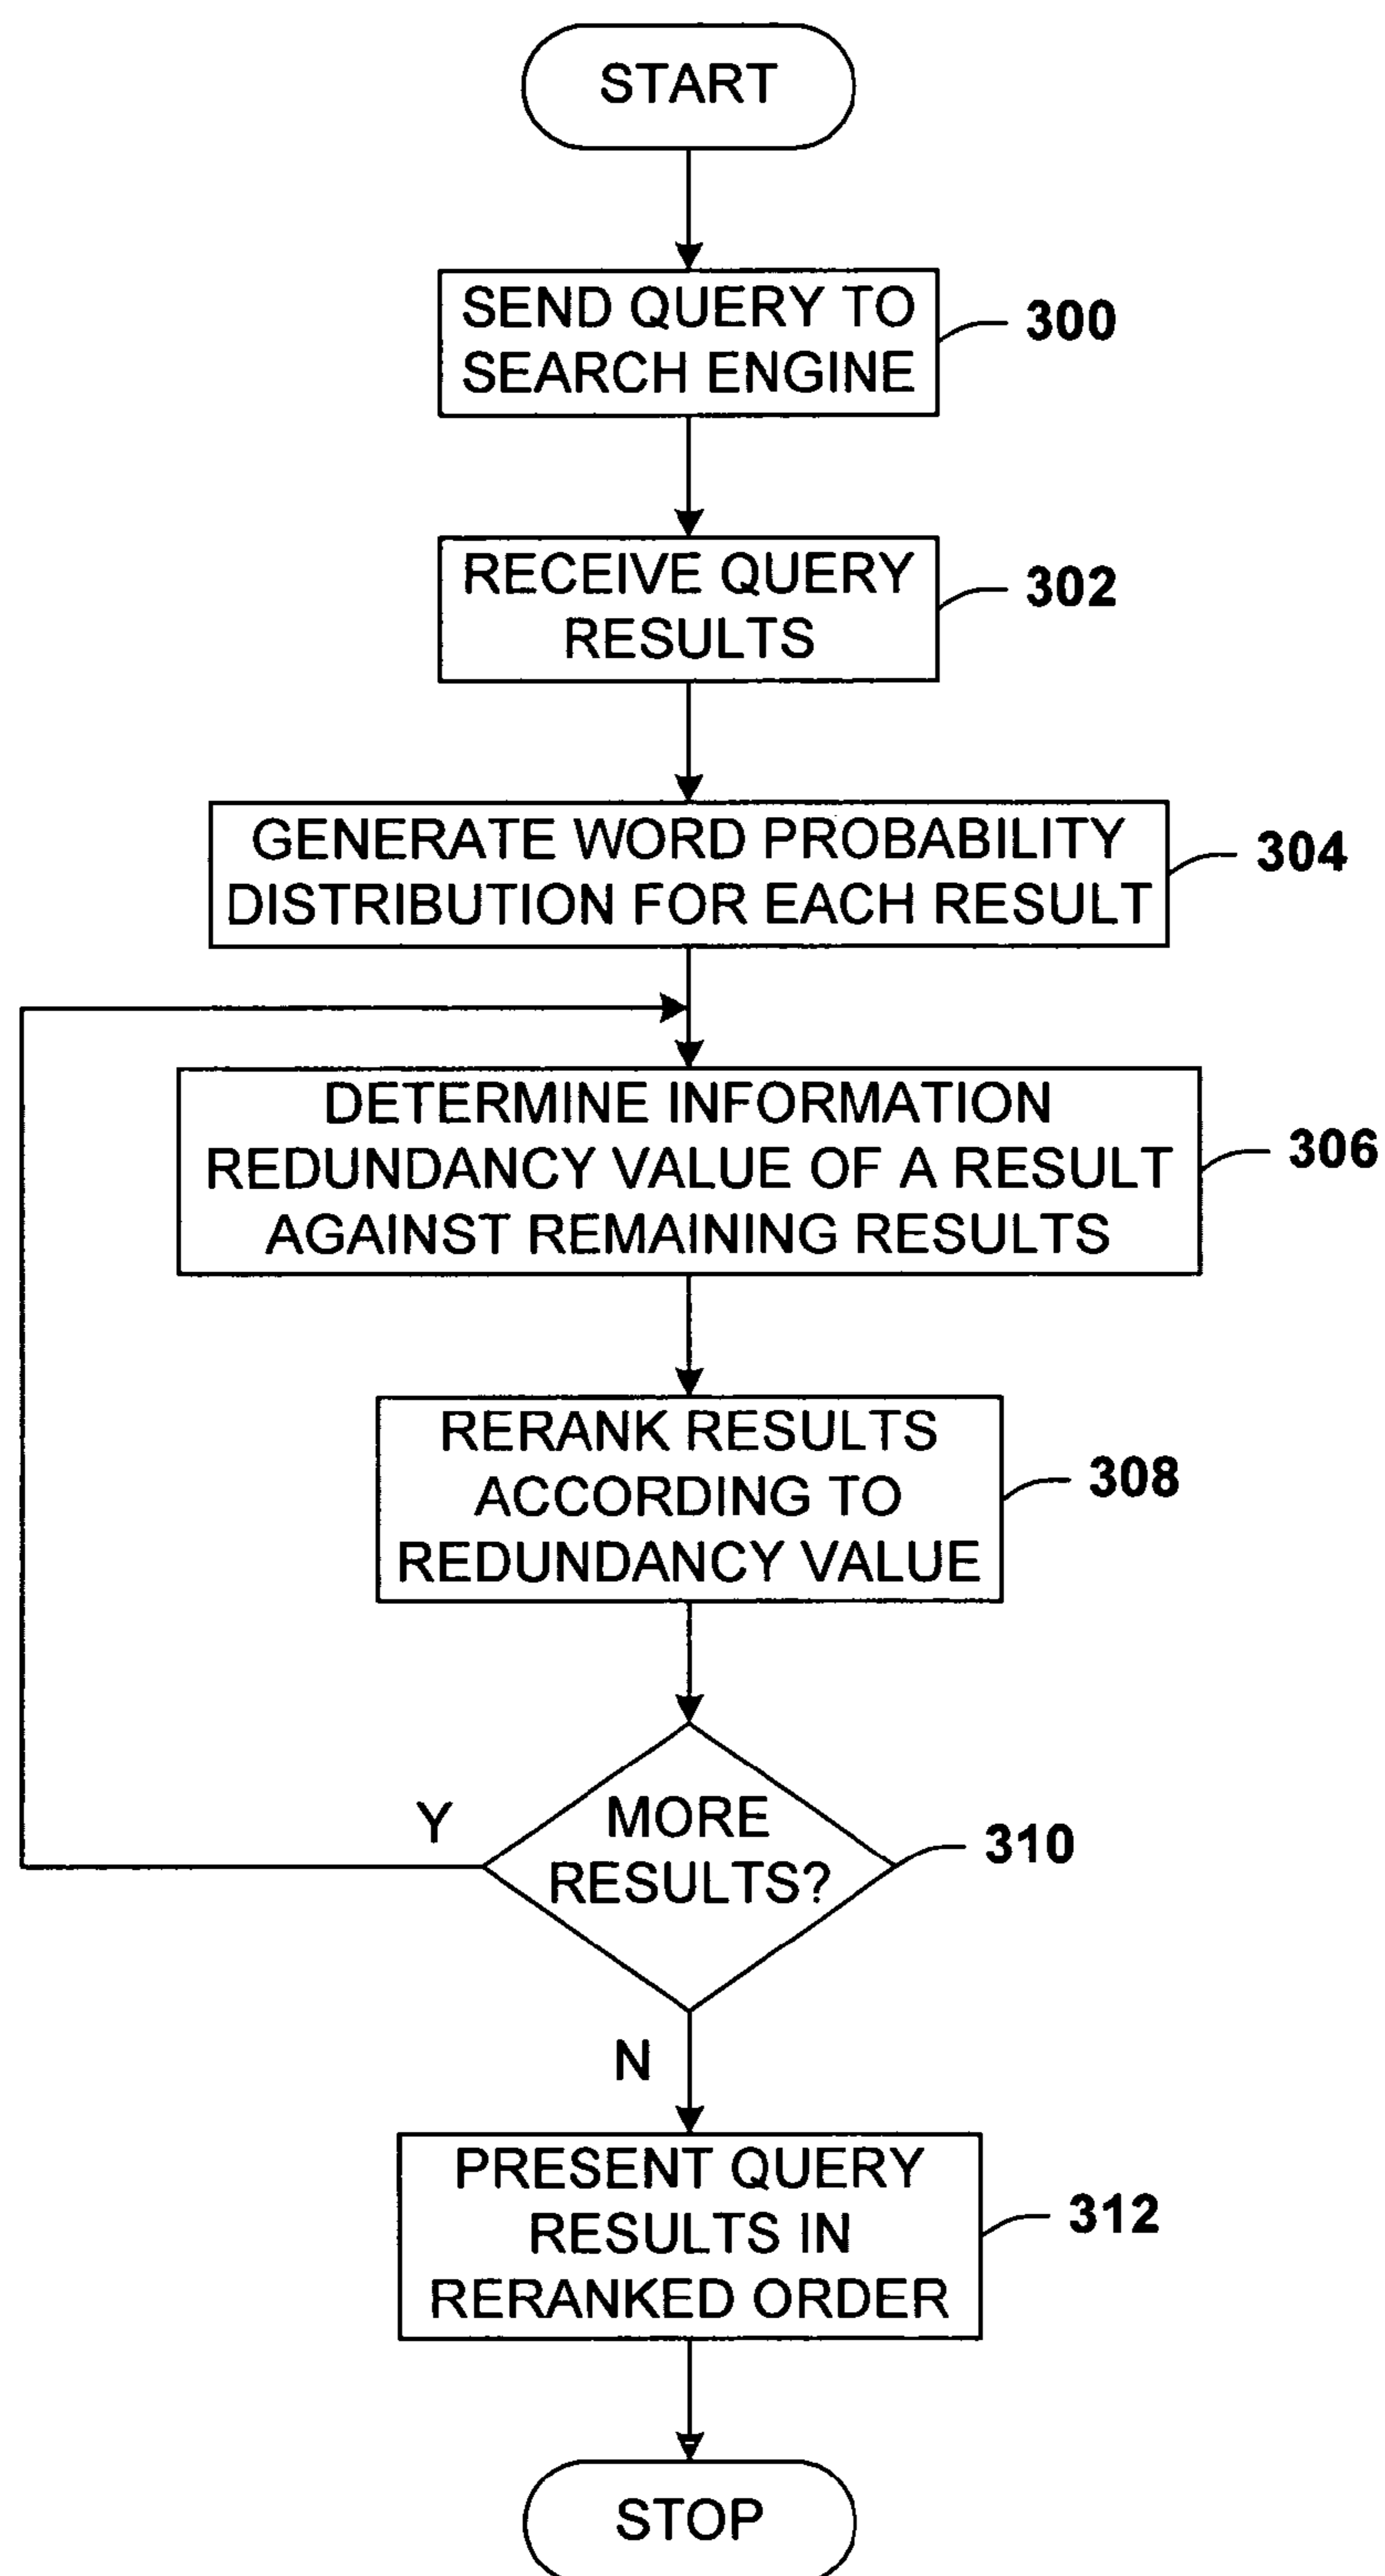 START
SEND QUERY TO
SEARCH ENGINE
300
RECEIVE QUERY
RESULTS
302
GENERATE WORD PROBABILITY
DISTRIBUTION FOR EACH RESULT
304
DETERMINE INFORMATION
REDUNDANCY VALUE OF A RESULT
AGAINST REMAINING RESULTS
306
RERANK RESULTS
ACCORDING TO
REDUNDANCY VALUE
308
MORE
RESULTS?
310
Y
N
PRESENT QUERY
RESULTS IN
RERANKED ORDER
312
STOP